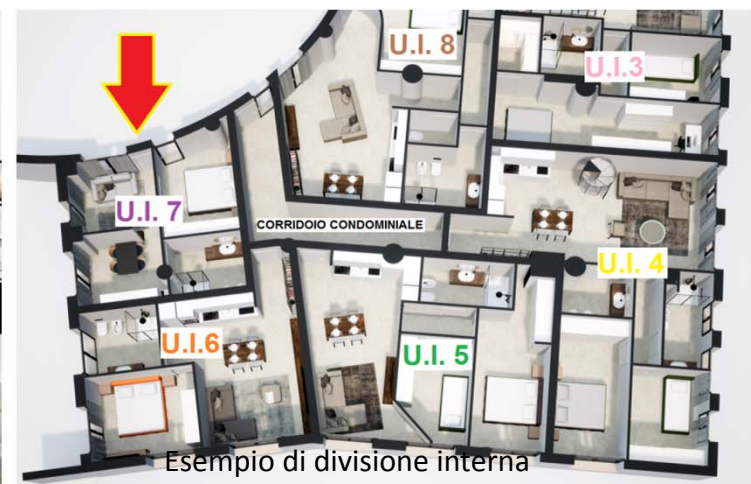 U.I. 8
U.I.3
U.I. 7
CORRIDOIO CONDOMINIALE
U.I. 4
U.I.6
U.I. 5
Esempio di divisione interna